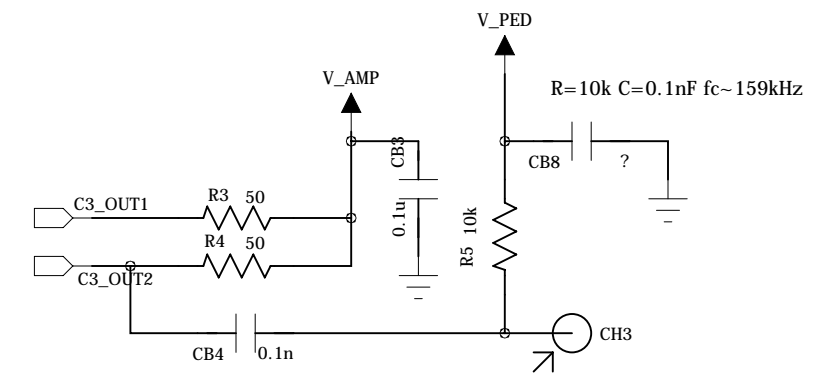 V_PED
V_AMP
R=10k C=0.1nF fc~159kHz
CB3
CB8
?
C3_OUT1
R3
50
0.1u
R5
10k
R4
50
C3_OUT2
CH3
CB4
0.1n